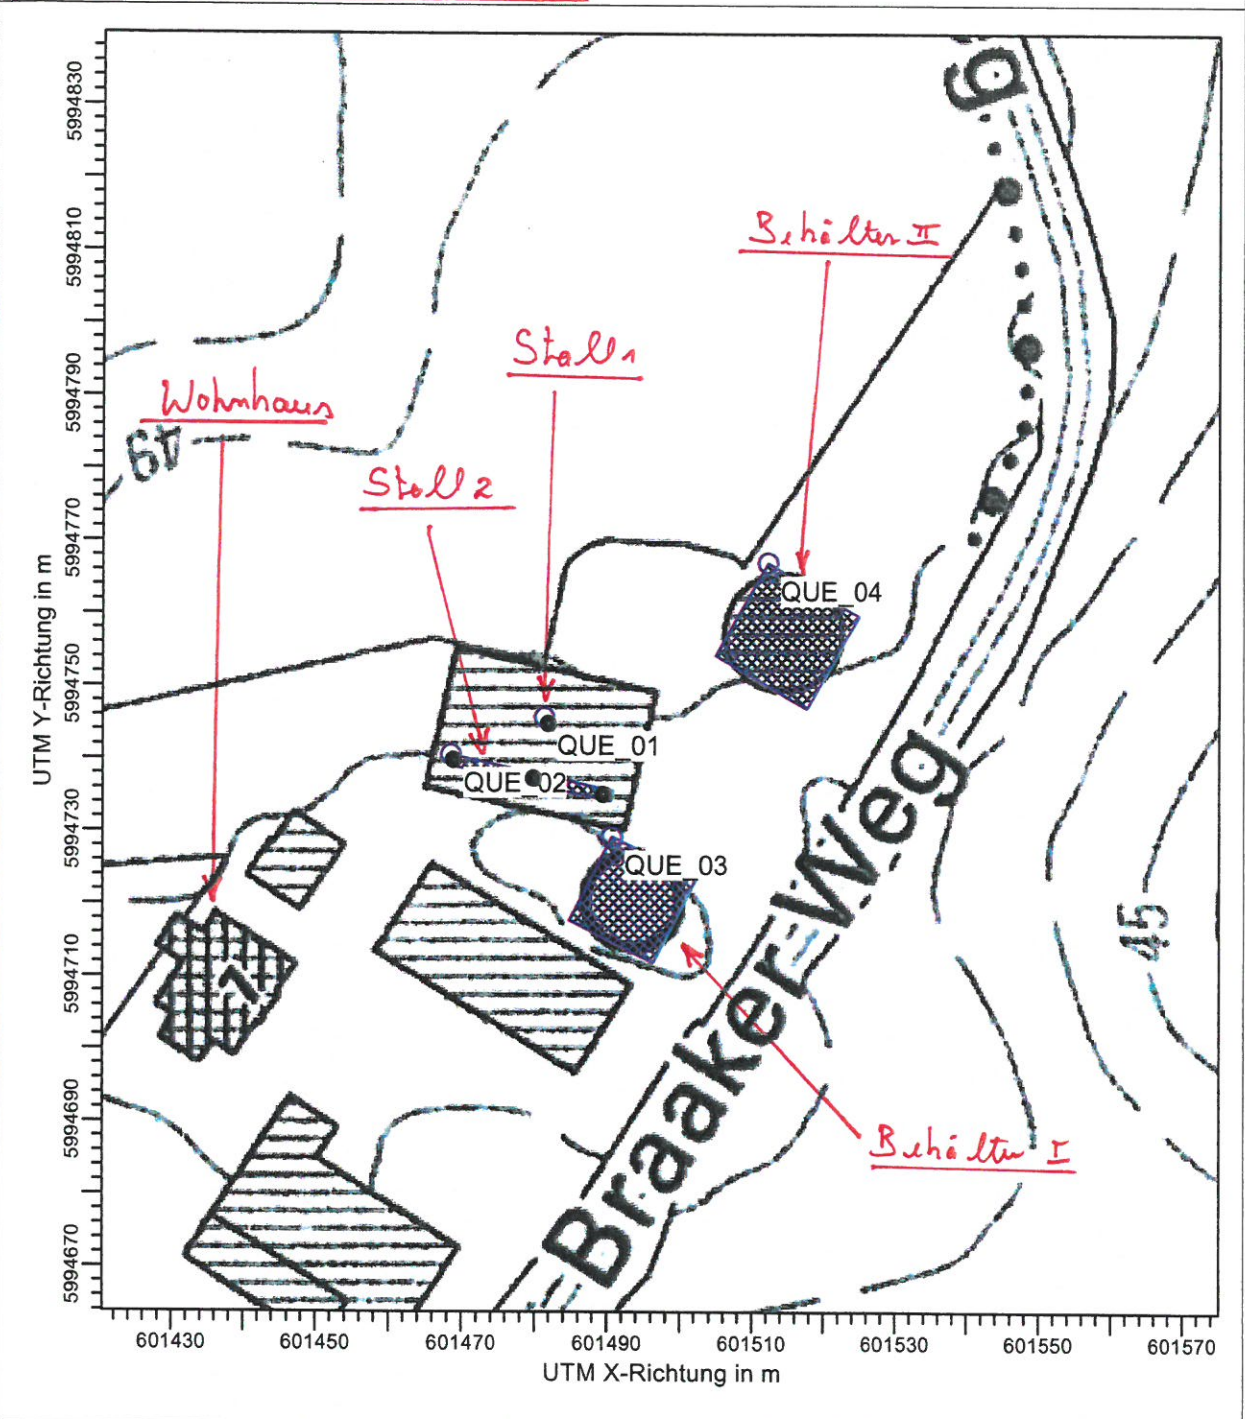 g
Behälter II
Stall 1
Wohnhaus
49
Stall 2
QUE_04
QUE_01
QUE_02
QUE_03
1
45
Braaker Weg
Behälter I
UTM Y-Richtung in m
5994830
5994810
5994790
5994770
5994750
5994730
5994710
5994690
5994670
601430 601450 601470 601490 601510 601530 601550 601570
UTM X-Richtung in m